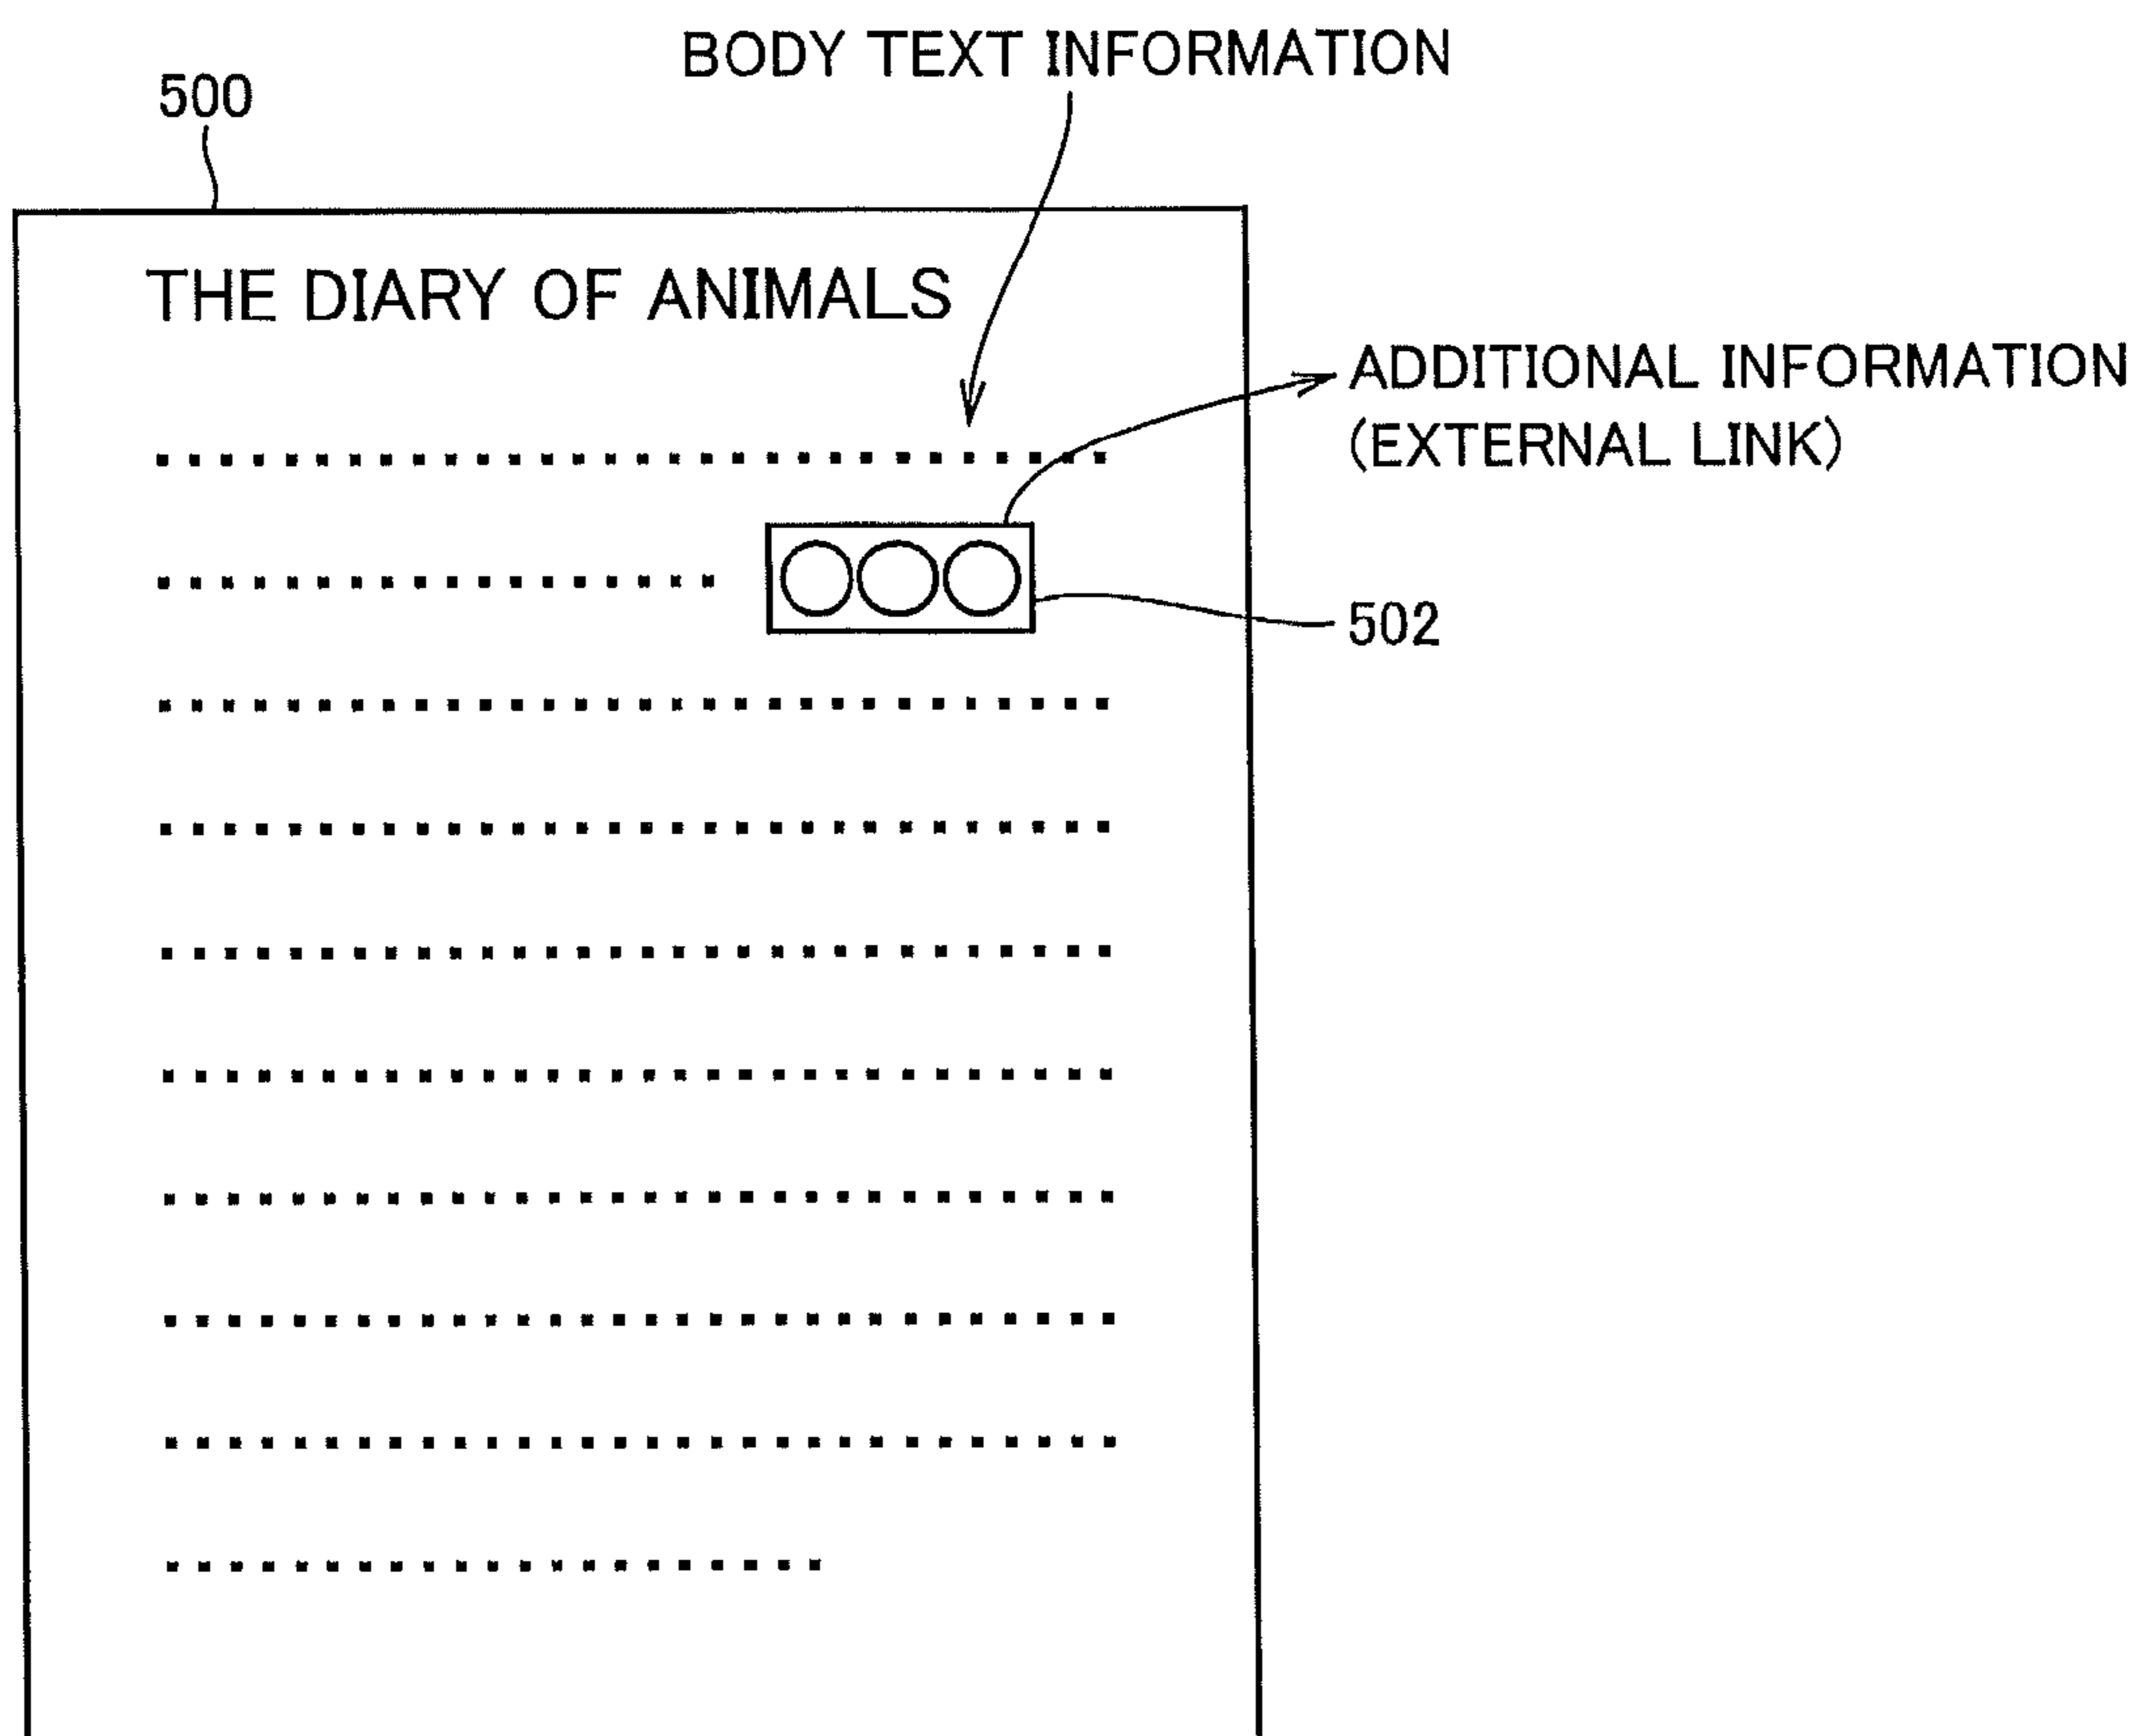 BODY TEXT INFORMATION
500
THE DIARY OF ANIMALS
ADDITIONAL INFORMATION
(EXTERNAL LINK)
502